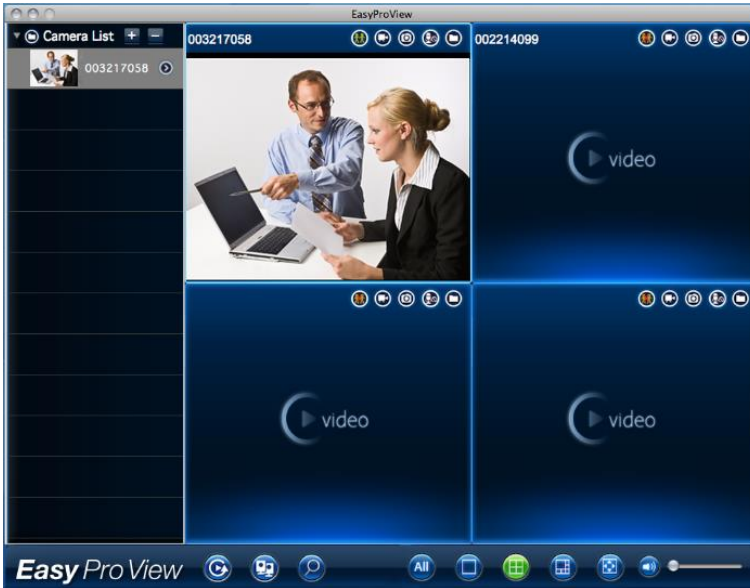 EasyProView
Camera List
003217058
003217058
002214099
video
video
video
Easy Pro View
All